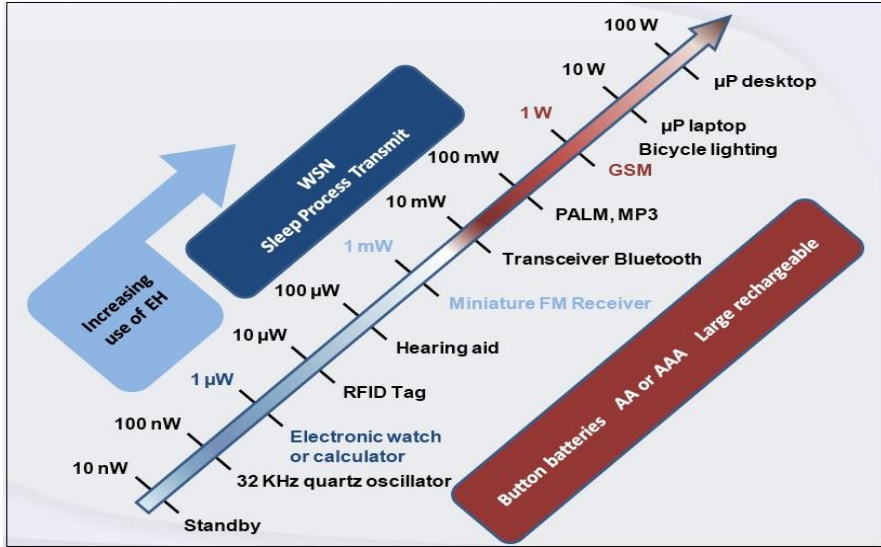 100 W
10 W
1 W
100 mW
10 mW
1 mW
100 µW
10 µW
1 µW
100 nW
10 nW
µP desktop
µP laptop
Bicycle lighting
GSM
PALM, MP3
Transceiver Bluetooth
Miniature FM Receiver
Hearing aid
RFID Tag
Electronic watch
or calculator
32 KHz quartz oscillator
Standby
WSN
Sleep Process Transmit
Increasing
use of EH
Button batteries AA or AAA Large rechargeable